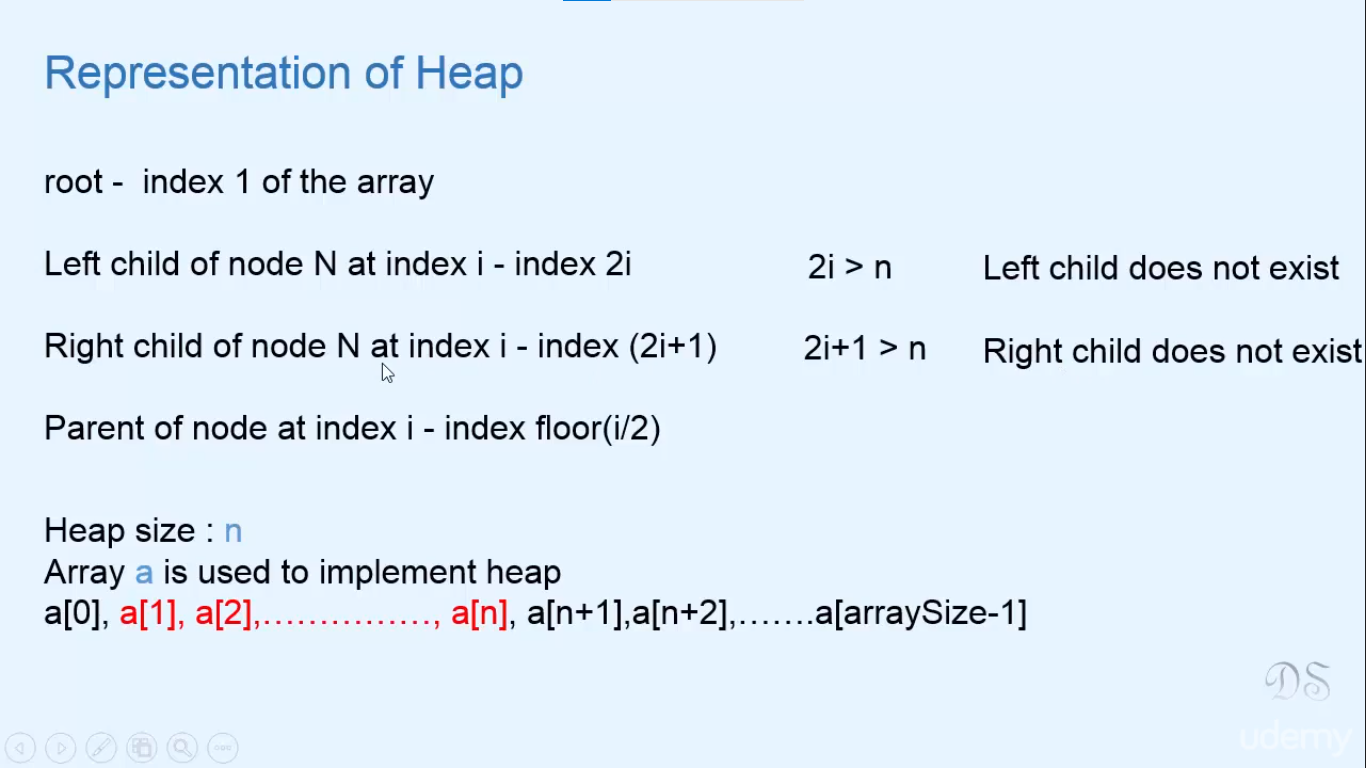 Representation of Heap
root - index 1 of the array
Left child of node N at index i - index 2i 2i > n Left child does not exist
Right child of node N at index i - index (2i+1) 2i+1 > n Right child does not exist
Parent of node at index i - index floor(i/2)
Heap size : n
Array a is used to implement heap
a[0], a[1], a[2],……………, a[n], a[n+1],a[n+2],…….a[arraySize-1]
DS
udemy